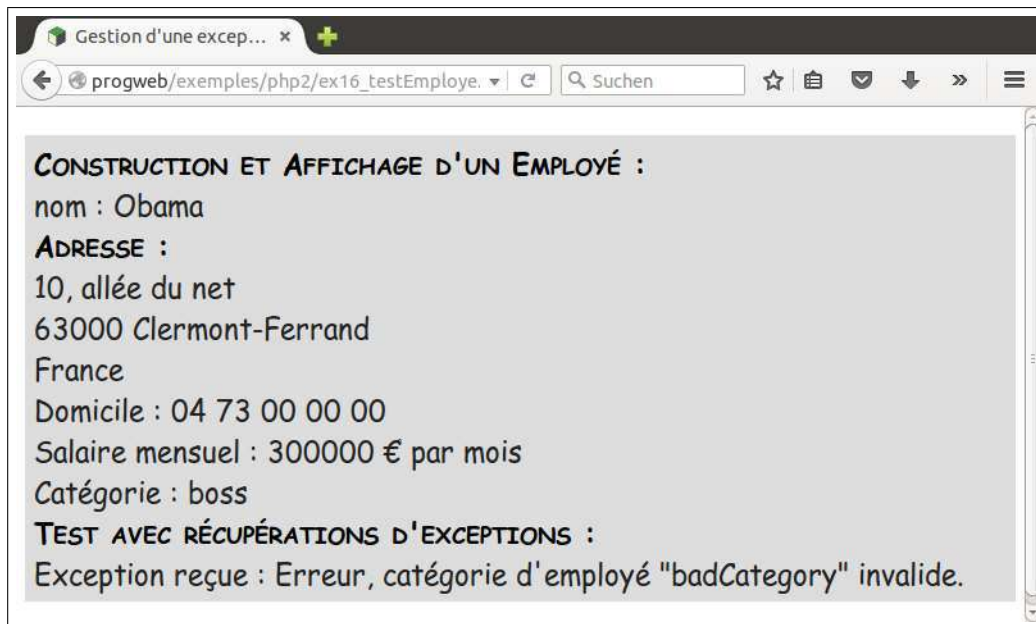 Gestion d'une excep... ×
progweb/exemples/php2/ex16_testEmploye.
Suchen
CONSTRUCTION ET AFFICHAGE D'UN EMPLOYÉ :
nom : Obama
ADRESSE :
10, allée du net
63000 Clermont-Ferrand
France
Domicile : 04 73 00 00 00
Salaire mensuel : 300000 € par mois
Catégorie : boss
TEST AVEC RÉCUPÉRATIONS D'EXCEPTIONS :
Exception reçue : Erreur, catégorie d'employé "badCategory" invalide.